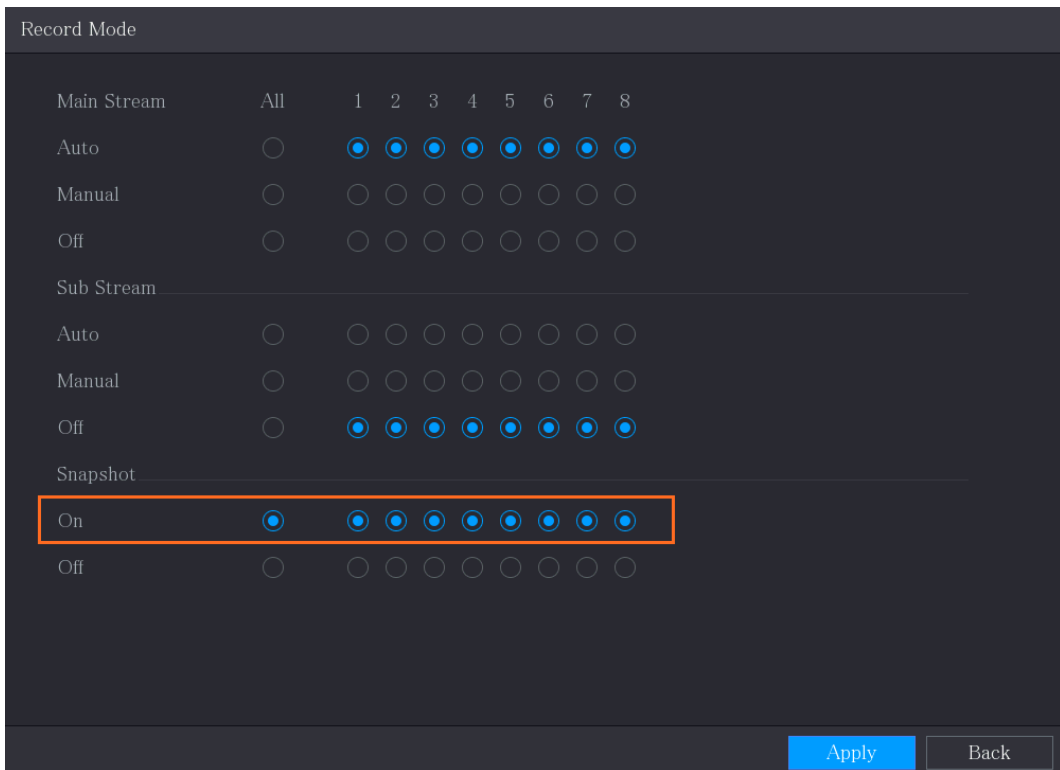 Record Mode
Main Stream All 1 2 3 4 5 6 7 8
Auto
Manual
Off
Sub Stream
Auto
Manual
Off
Snapshot
On
Off
Apply Back